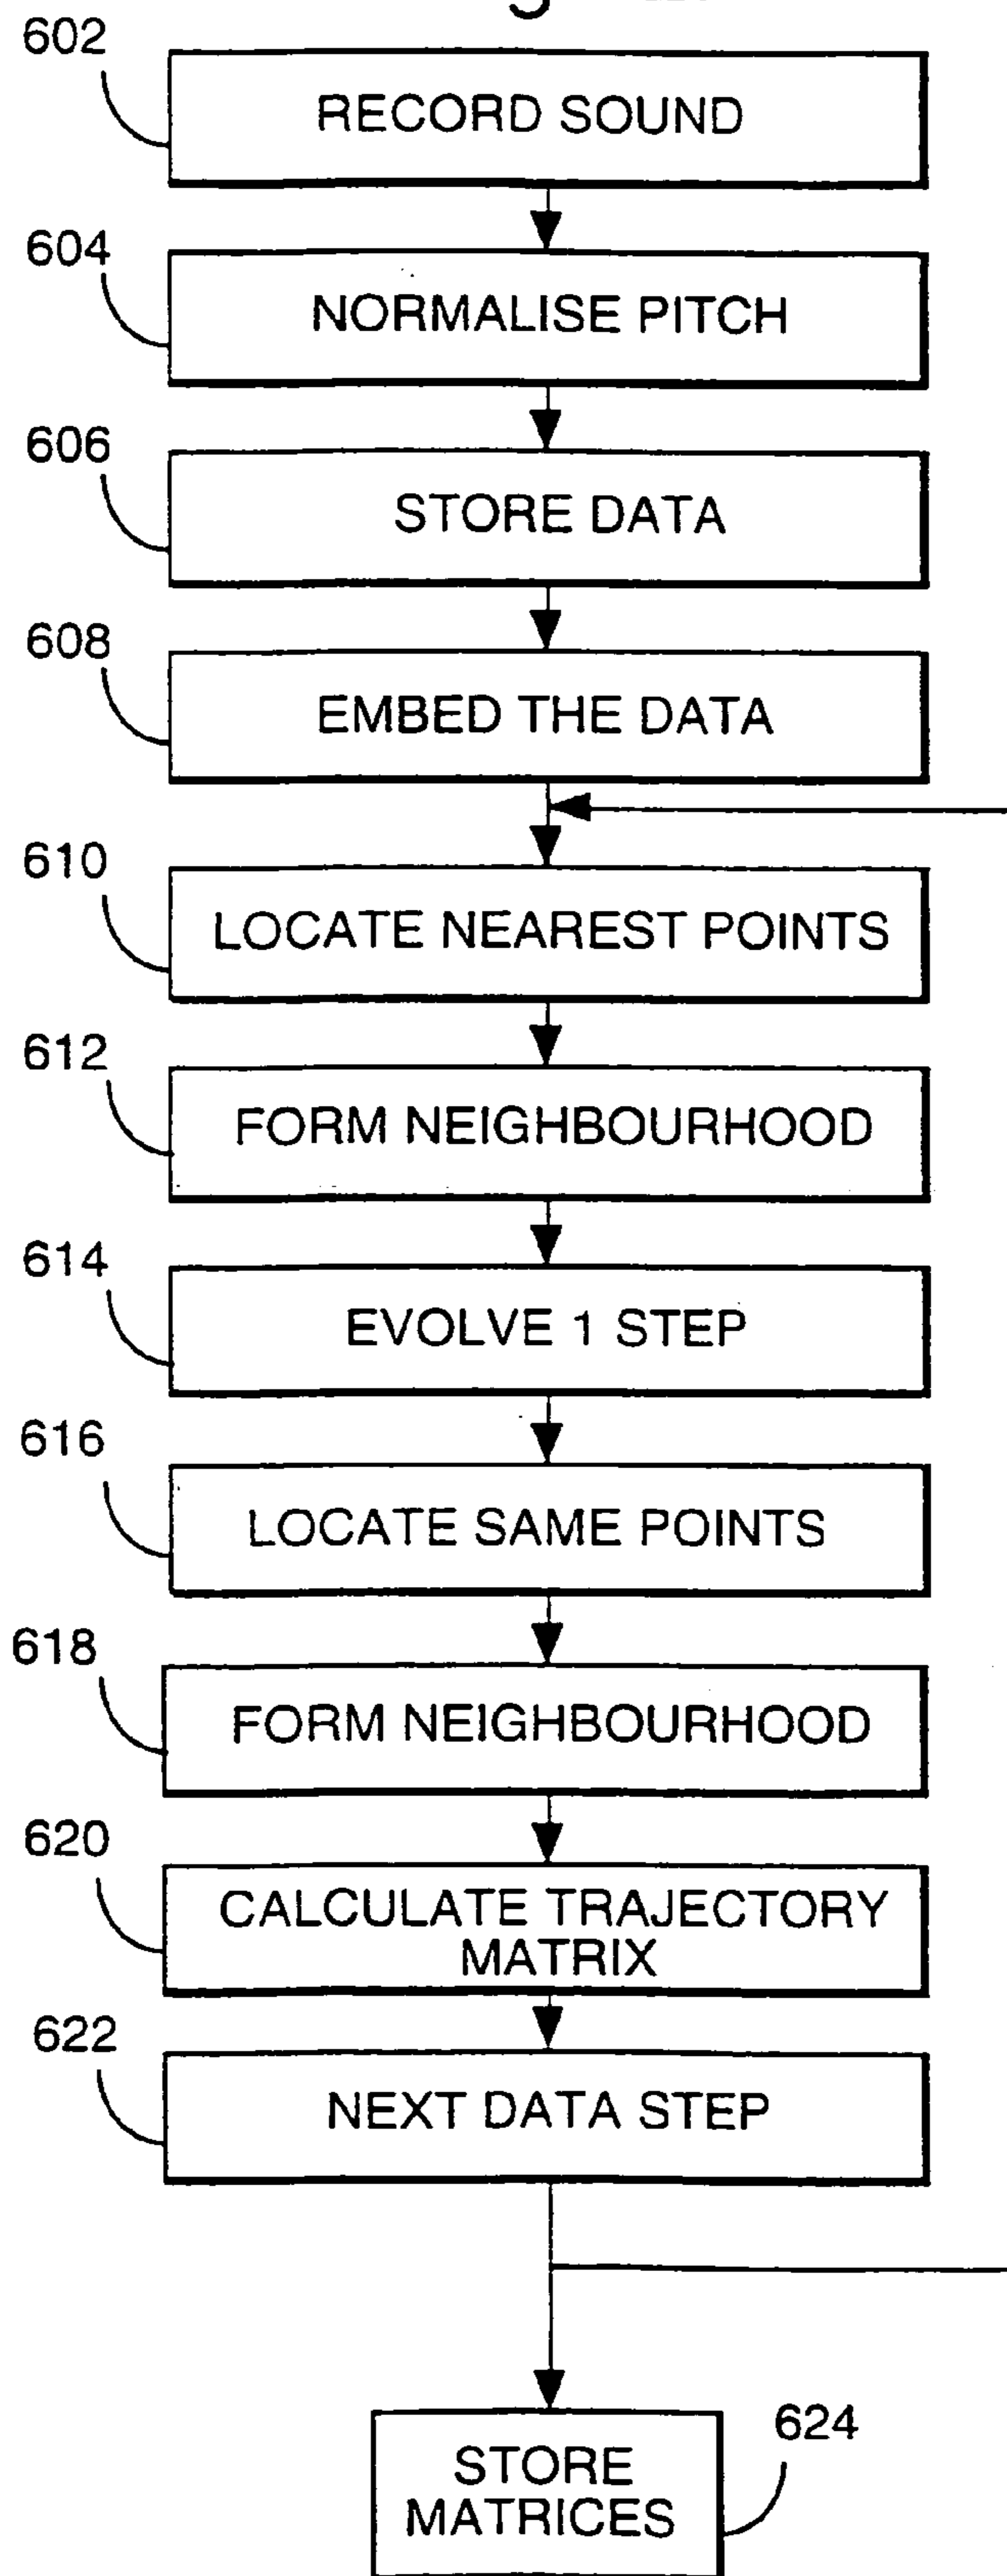 602
RECORD SOUND
604
NORMALISE PITCH
606
STORE DATA
608
EMBED THE DATA
610
LOCATE NEAREST POINTS
612
FORM NEIGHBOURHOOD
614
EVOLVE 1 STEP
616
LOCATE SAME POINTS
618
FORM NEIGHBOURHOOD
620
CALCULATE TRAJECTORY
MATRIX
622
NEXT DATA STEP
624
STORE
MATRICES